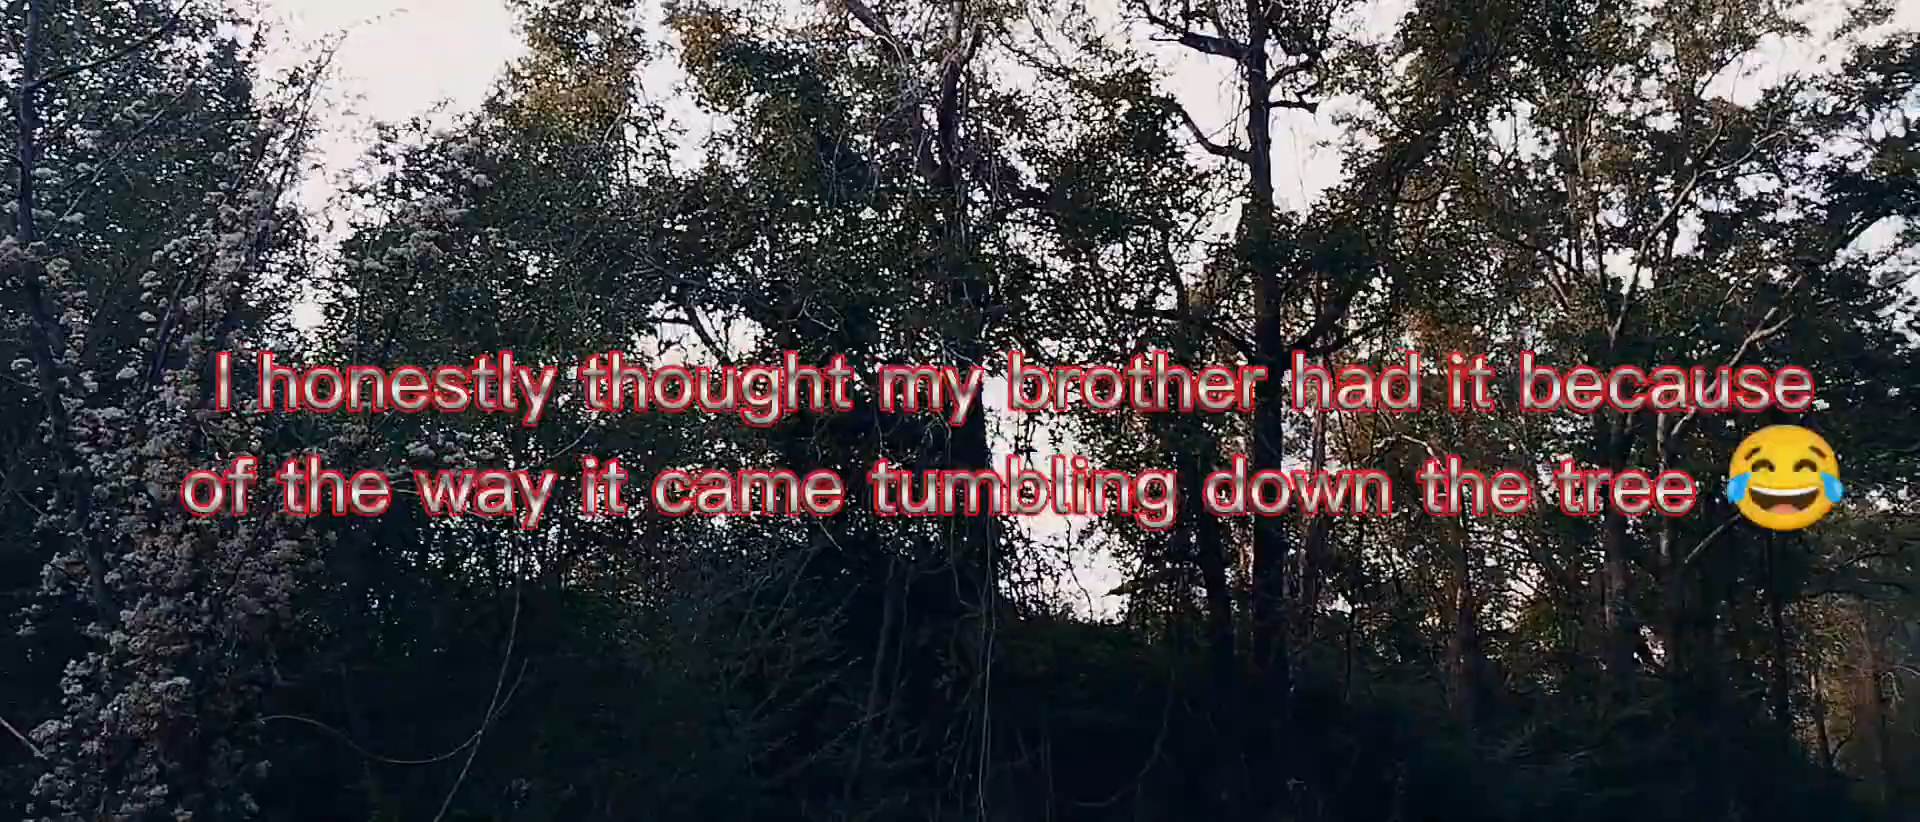 I honestly thought my brother had it because
of the way it came tumbling down the tree 😂